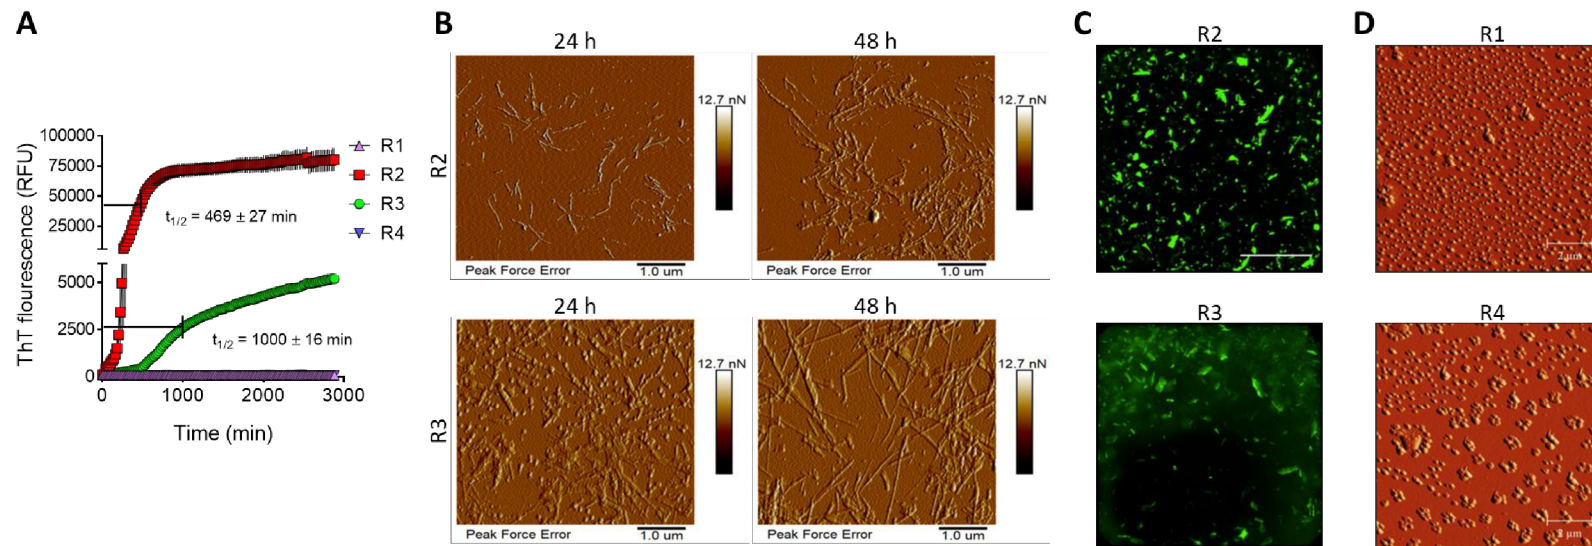 A
100000
75000
50000
25000
5000
2500
0
ThT flourescence (RFU)
t1/2 = 469 ± 27 min
t1/2 = 1000 ± 16 min
0 1000 2000 3000
Time (min)
R1
R2
R3
R4
B
24 h
48 h
R2
12.7 nN
12.7 nN
Peak Force Error
1.0 um
Peak Force Error
1.0 um
24 h
48 h
R3
12.7 nN
12.7 nN
Peak Force Error
1.0 um
Peak Force Error
1.0 um
C
R2
R3
D
R1
2 μm
R4
2 μm